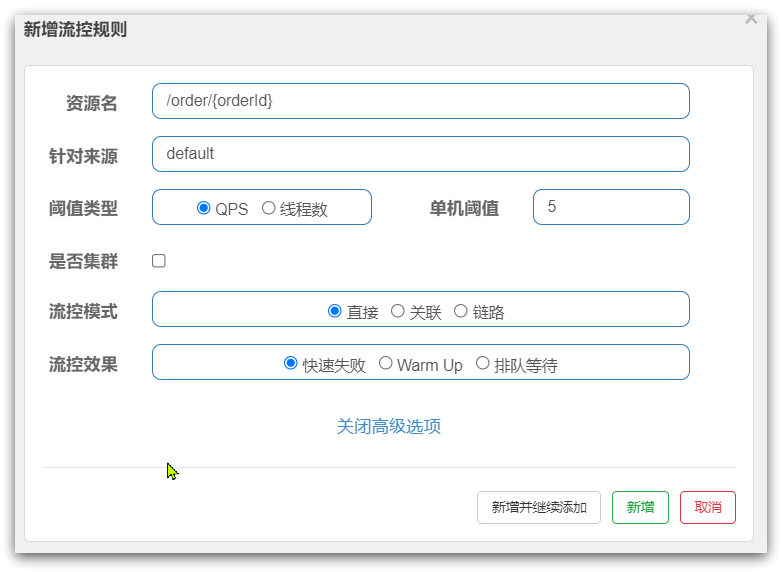 新增流控规则
资源名 /order/{orderId}
针对来源 default
阈值类型 QPS 线程数 单机阈值 5
是否集群
流控模式 直接 关联 链路
流控效果 快速失败 Warm Up 排队等待
关闭高级选项
新增并继续添加 新增 取消